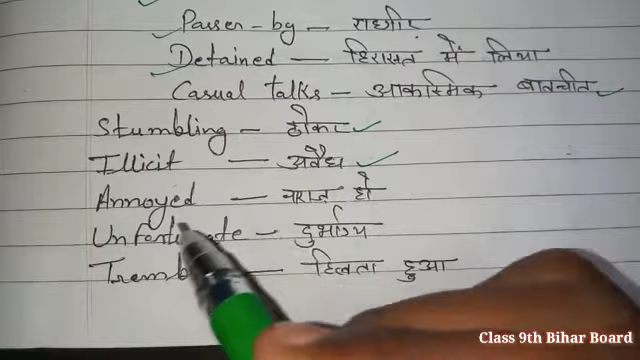 Passer-by — राहगीर
Detained — हिरासत में लिया
Casual talks — आकस्मिक बातचीत
Stumbling — ठोकर
Illicit — अवैध
Annoyed — नाराज हो
दुर्भाग्य
हिलता हुआ
Class 9th Bihar Board